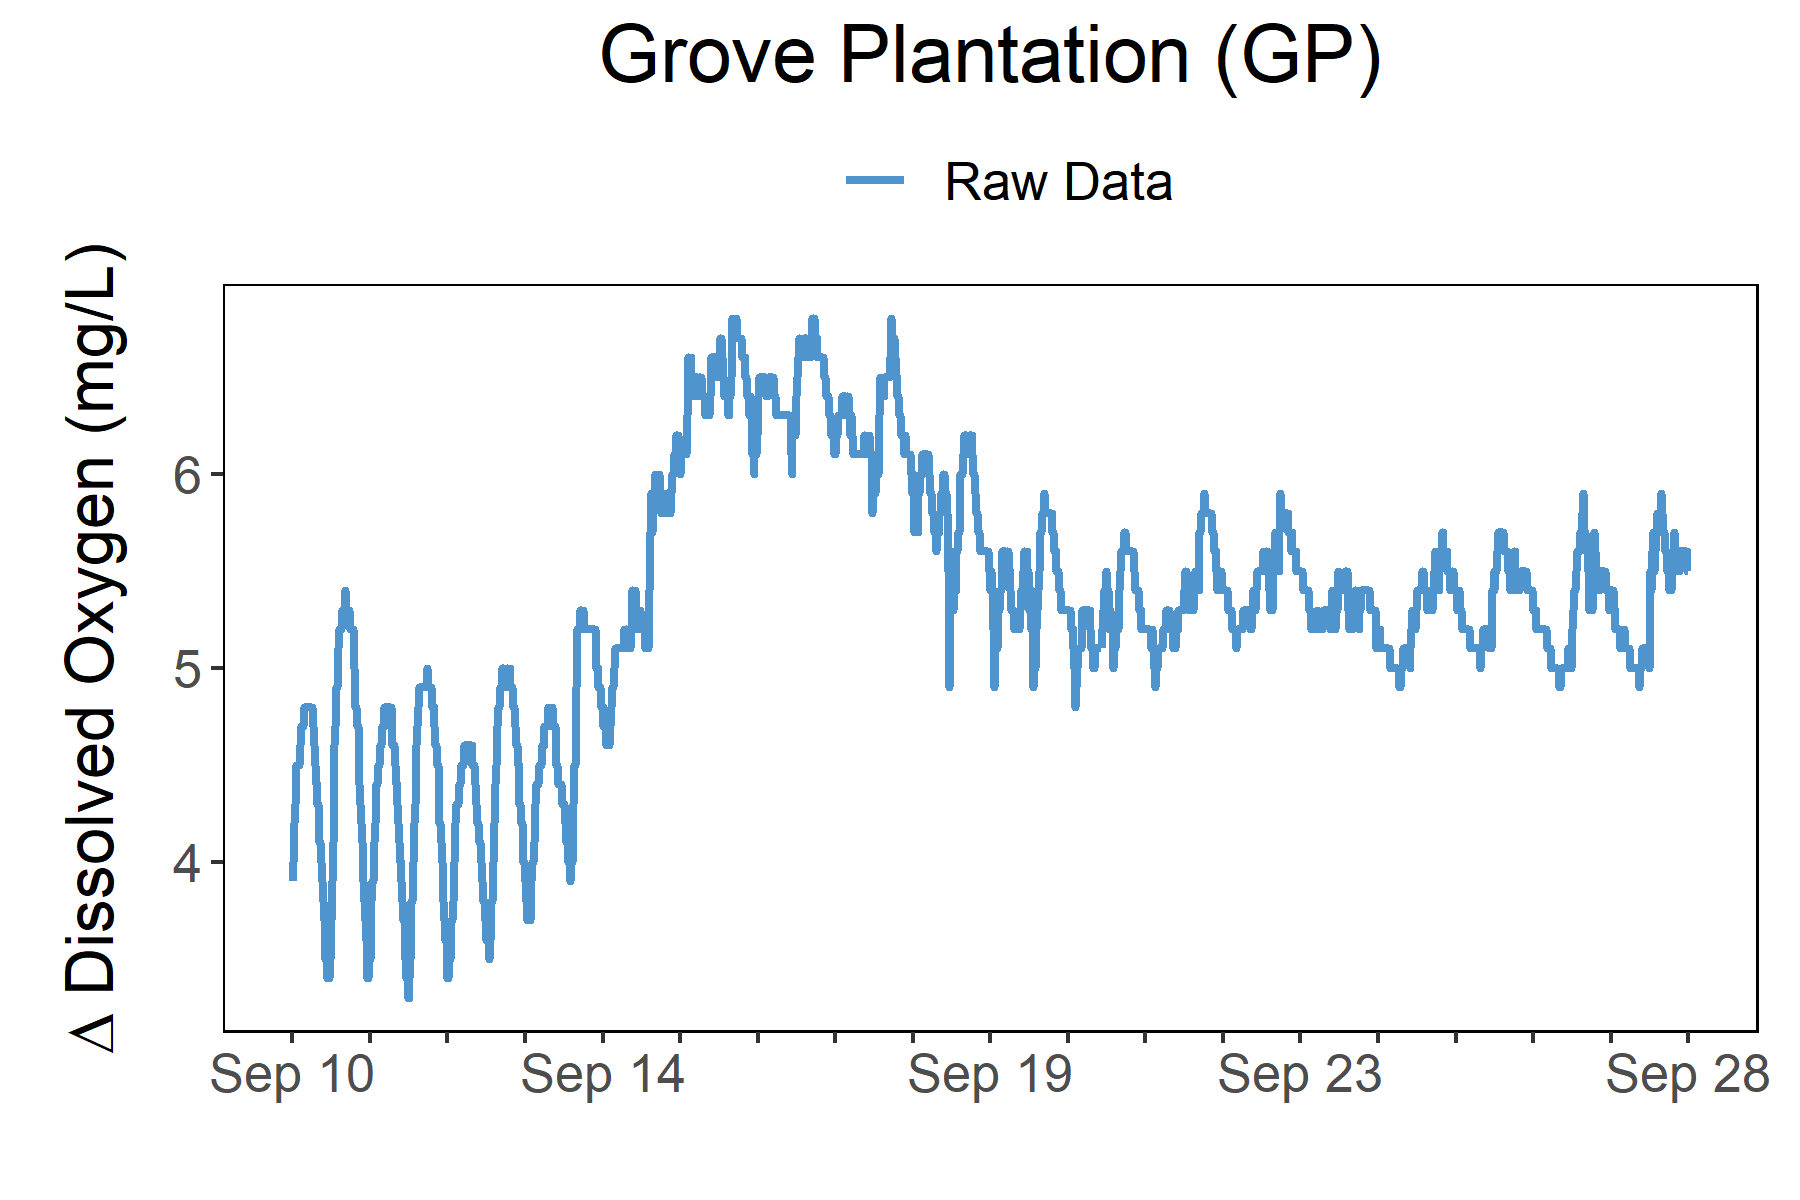 Grove Plantation (GP)
Raw Data
Δ Dissolved Oxygen (mg/L)
6
5
4
Sep 10 Sep 14 Sep 19 Sep 23 Sep 28